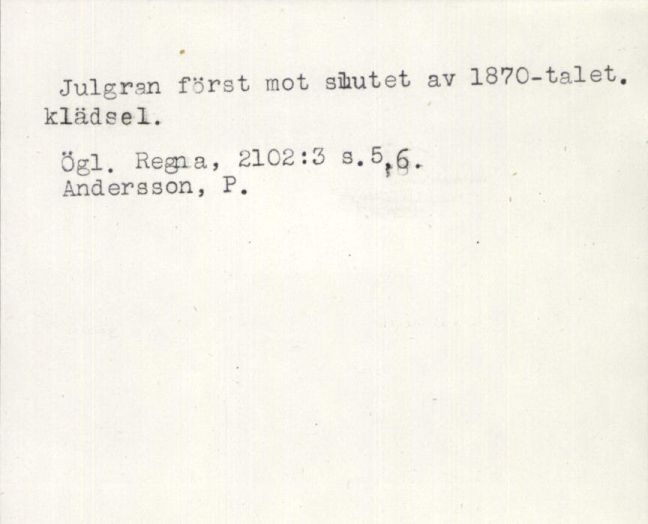 Julgran först mot slutet av 1870-talet.
klädsel.
Ögl. Regna, 2102:3 s.5,6.
Andersson, P.